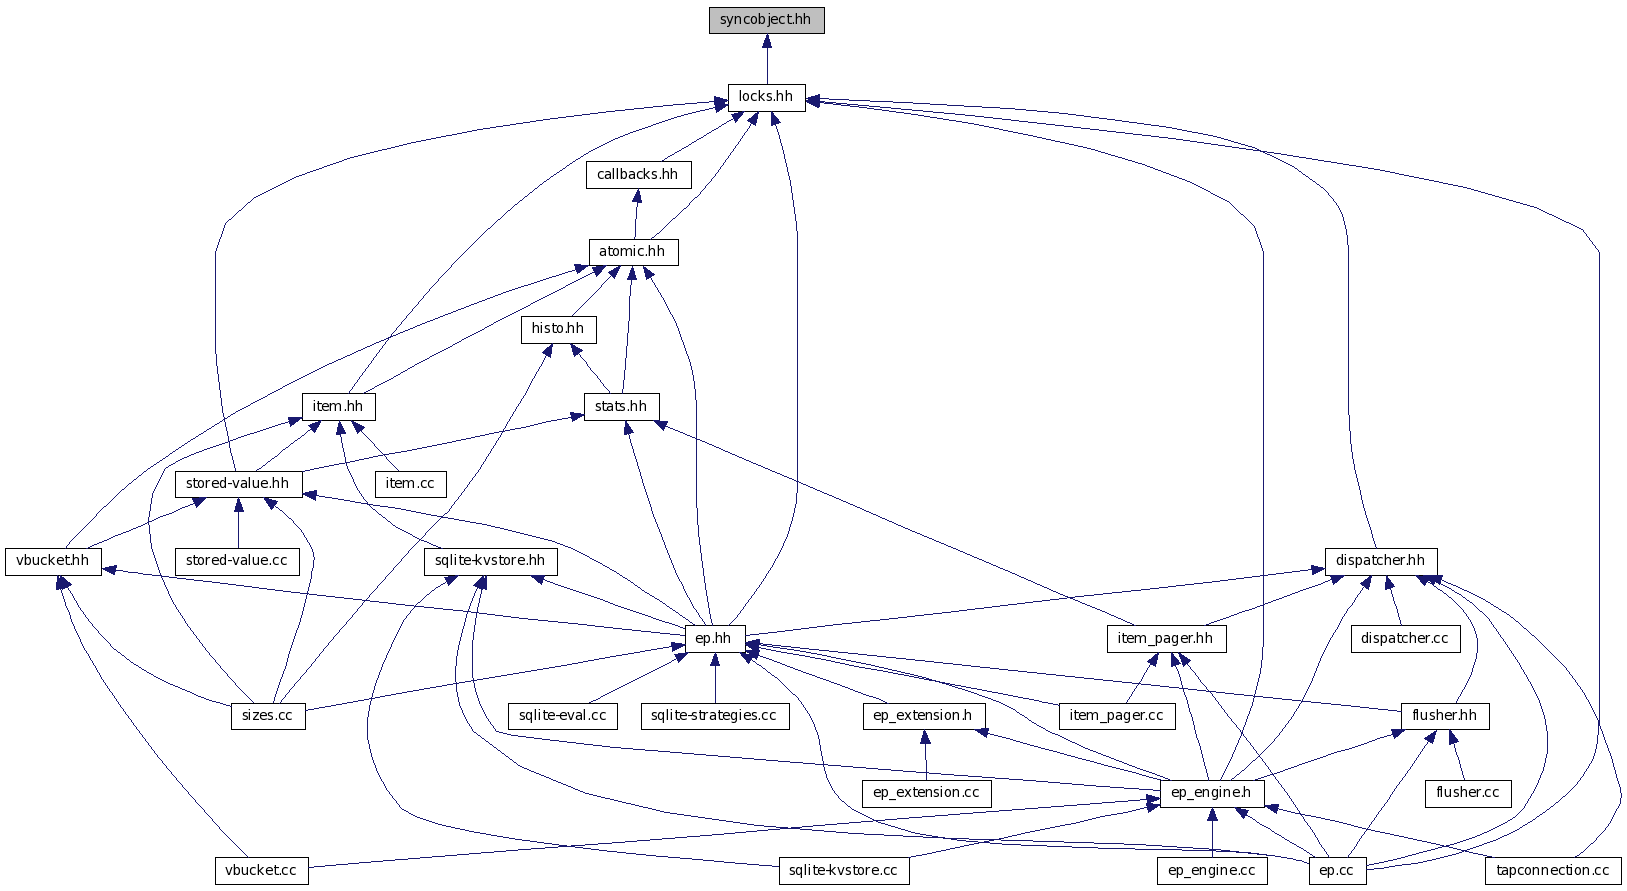 syncobject.hh
locks.hh
callbacks.hh
atomic.hh
histo.hh
item.hh
stats.hh
stored-value.hh
item.cc
vbucket.hh
stored-value.cc
sqlite-kvstore.hh
dispatcher.hh
ep.hh
item_pager.hh
dispatcher.cc
sizes.cc
sqlite-eval.cc
sqlite-strategies.cc
ep_extension.h
item_pager.cc
flusher.hh
ep_extension.cc
ep_engine.h
flusher.cc
vbucket.cc
sqlite-kvstore.cc
ep_engine.cc
ep.cc
tapconnection.cc